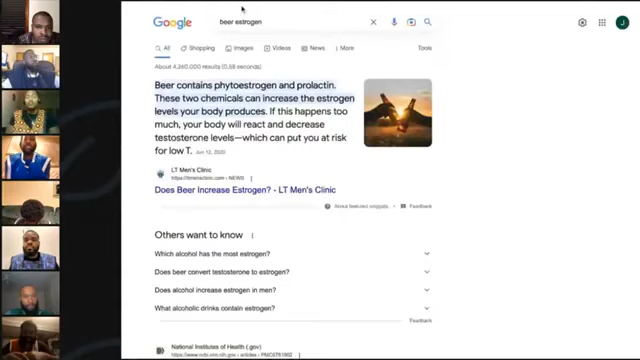 Google
beer estrogen
J
All
Shopping
Images
Videos
News
More
Tools
About 4,260,000 results (0.58 seconds)
Beer contains phytoestrogen and prolactin.
These two chemicals can increase the estrogen
levels your body produces. If this happens too
much, your body will react and decrease
testosterone levels—which can put you at risk
for low T. Jun 12, 2020
LT Men's Clinic
› NEWS
Does Beer Increase Estrogen? - LT Men's Clinic
About featured snippets
Feedback
Others want to know
Which alcohol has the most estrogen?
Does beer convert testosterone to estrogen?
Does alcohol increase estrogen in men?
What alcoholic drinks contain estrogen?
Feedback
National Institutes of Health (.gov)